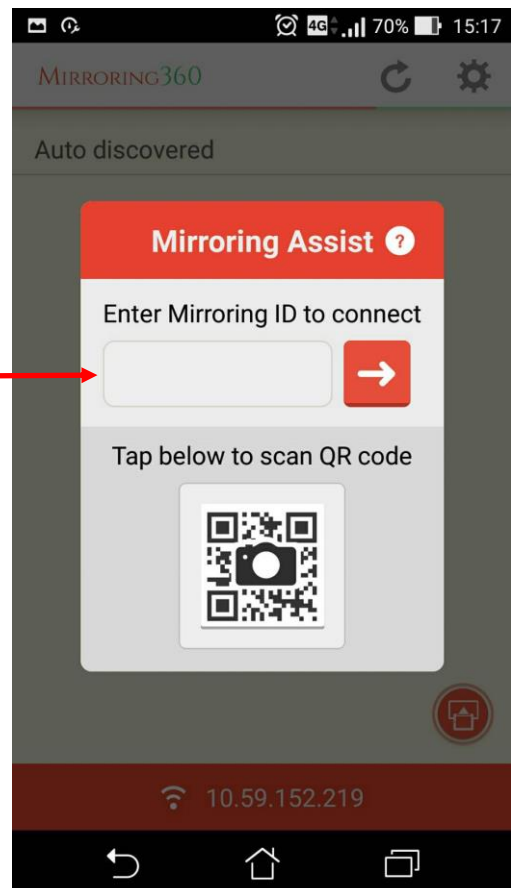 4G 70% 15:17
MIRRORING360
Auto discovered
Mirroring Assist ?
Enter Mirroring ID to connect
Tap below to scan QR code
10.59.152.219